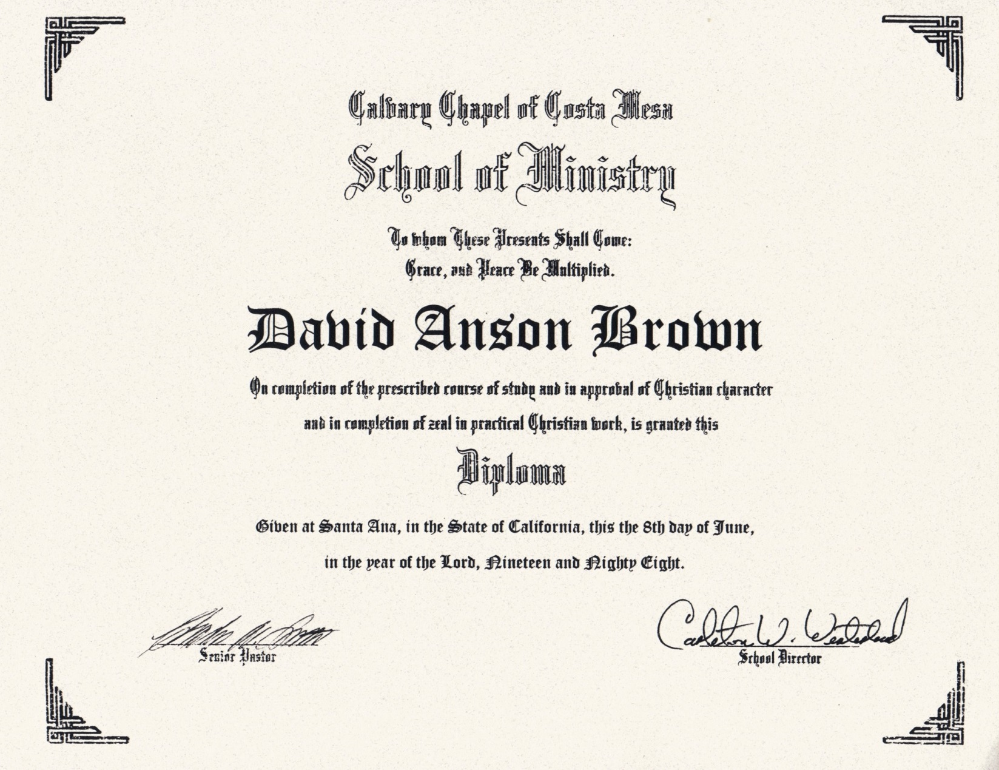 Calvary Chapel of Costa Mesa
School of Ministry
To whom These Presents Shall Come:
Grace, and Peace Be Multiplied.
David Anson Brown
On completion of the prescribed course of study and in approval of Christian character
and in completion of zeal in practical Christian work, is granted this
Diploma
Given at Santa Ana, in the State of California, this the 8th day of June,
in the year of the Lord, Nineteen and Nighty Eight.
Carleton W.
Senior Pastor
School Director